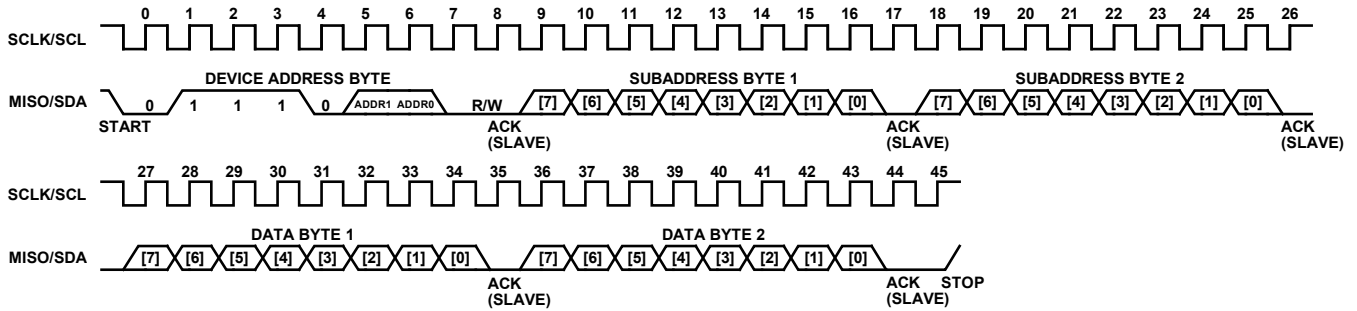 0 1 2 3 4 5 6 7 8 9 10 11 12 13 14 15 16 17 18 19 20 21 22 23 24 25 26
SCLK/SCL
DEVICE ADDRESS BYTE SUBADDRESS BYTE 1 SUBADDRESS BYTE 2
MISO/SDA 0 1 1 1 0 ADDR1 ADDR0 R/W [7] [6] [5] [4] [3] [2] [1] [0] [7] [6] [5] [4] [3] [2] [1] [0]
START ACK ACK ACK
(SLAVE) (SLAVE) (SLAVE)
27 28 29 30 31 32 33 34 35 36 37 38 39 40 41 42 43 44 45
SCLK/SCL
DATA BYTE 1 DATA BYTE 2
MISO/SDA [7] [6] [5] [4] [3] [2] [1] [0] [7] [6] [5] [4] [3] [2] [1] [0]
ACK ACK STOP
(SLAVE) (SLAVE)